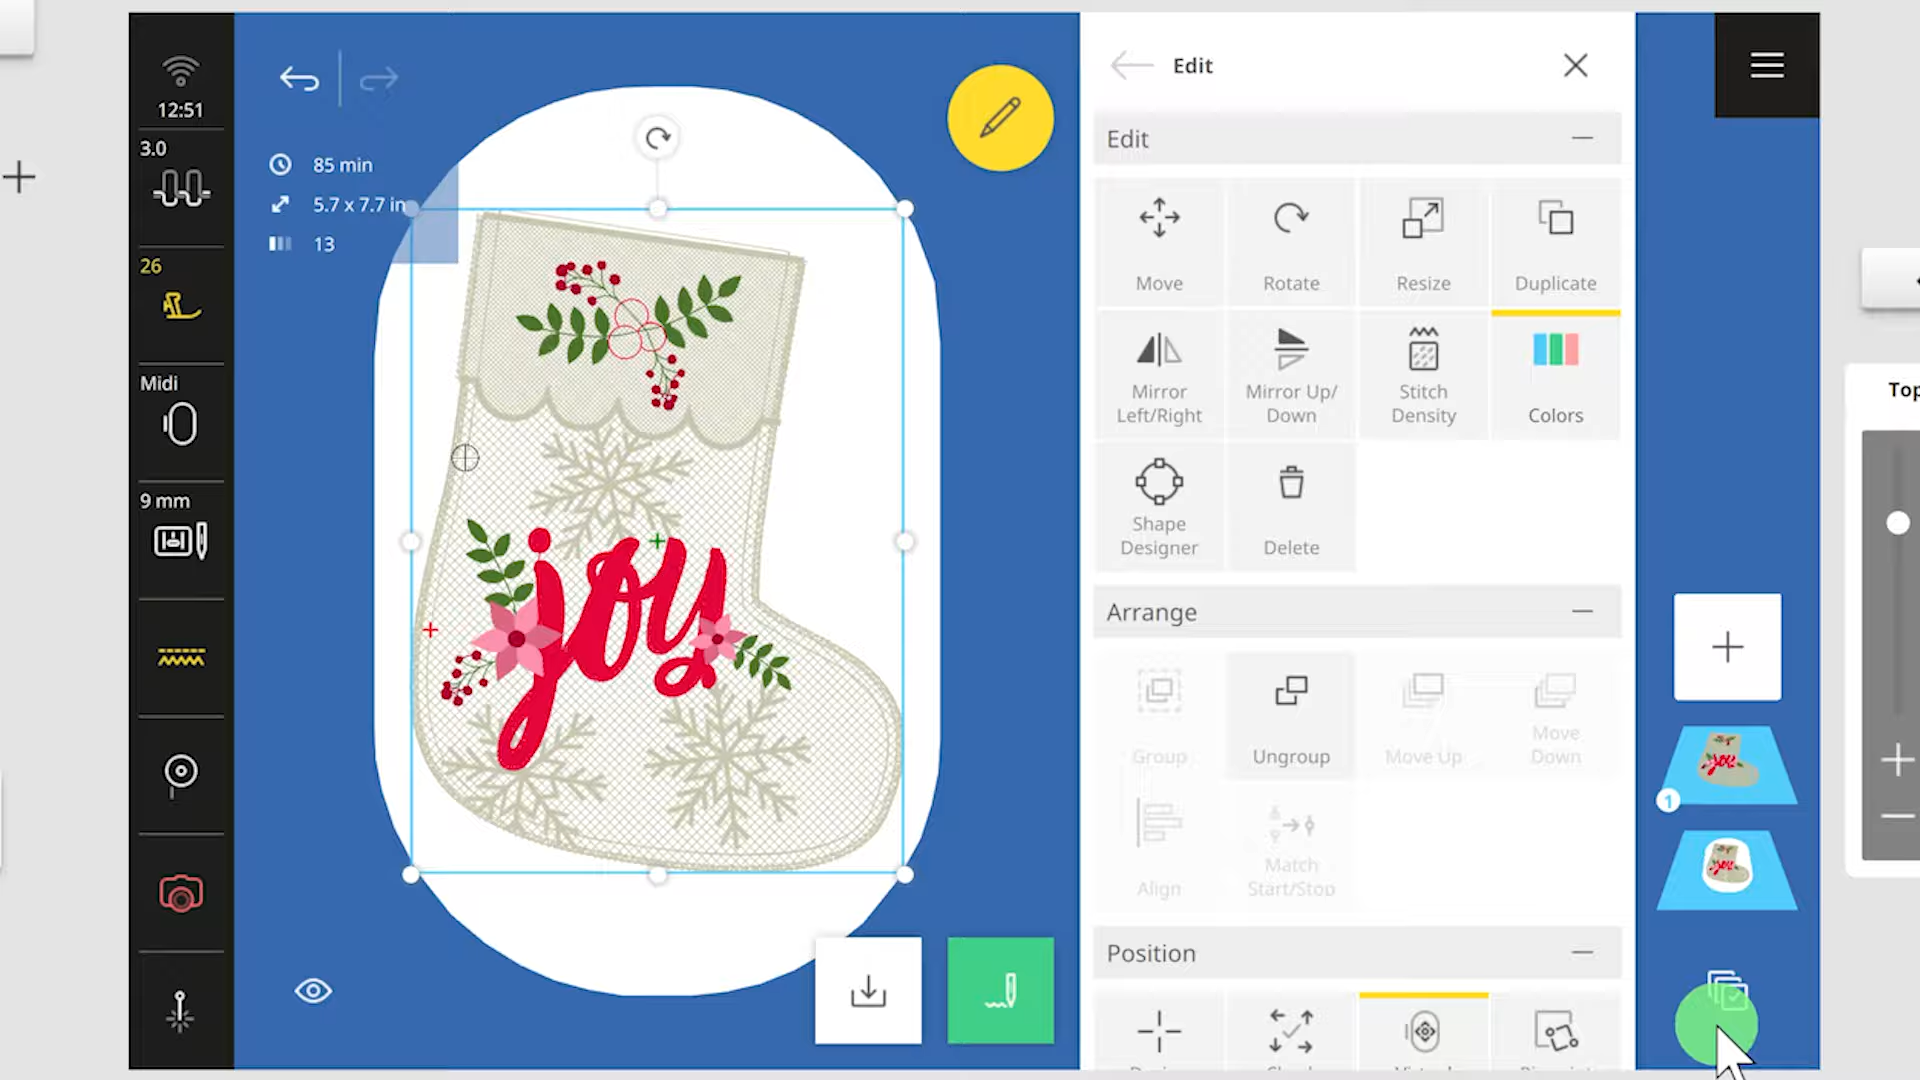 12:51
3.0
26
Midi
9 mm
85 min
5.7 x 7.7 in
13
joy
Edit
Edit
Move
Rotate
Resize
Duplicate
Mirror
Left/Right
Mirror Up/
Down
Stitch
Density
Colors
Shape
Designer
Delete
Arrange
Group
Ungroup
Move Up
Move
Down
Align
Match
Start/Stop
Position
joy
1
joy
Top